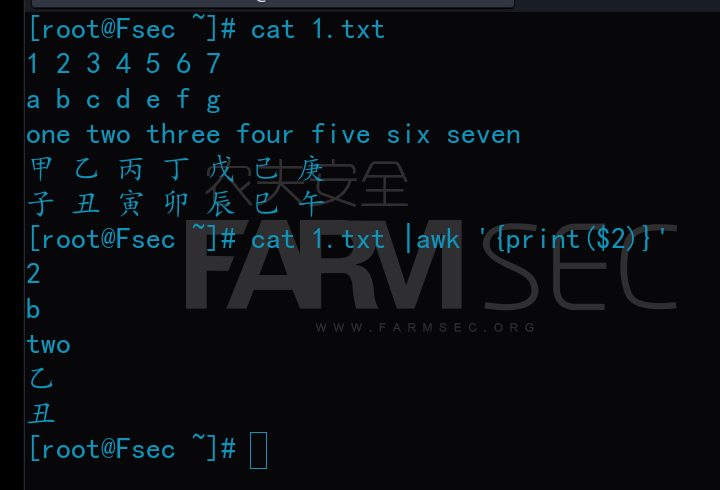 [root@Fsec ~]# cat 1.txt
1 2 3 4 5 6 7
a b c d e f g
one two three four five six seven
甲 乙 丙 丁 戊 己 庚
子 丑 寅 卯 辰 巳 午
[root@Fsec ~]# cat 1.txt |awk '{print($2)}'
2
b
two
乙
丑
[root@Fsec ~]#
农夫安全
FARMSEC
WWW.FARMSEC.ORG